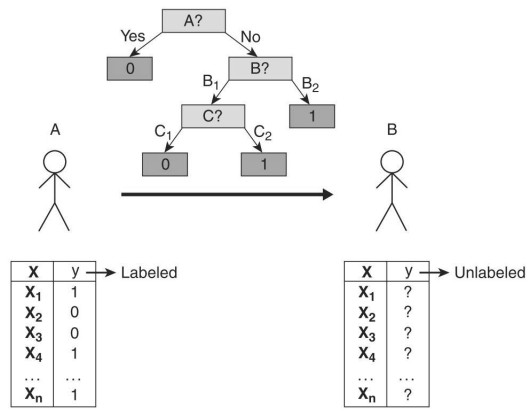 A?
Yes No
0 B?
B1 B2
C? 1
A C1 C2 B
0 1
X y Labeled
X1 1
X2 0
X3 0
X4 1
... ...
Xn 1
X y Unlabeled
X1 ?
X2 ?
X3 ?
X4 ?
... ...
Xn ?